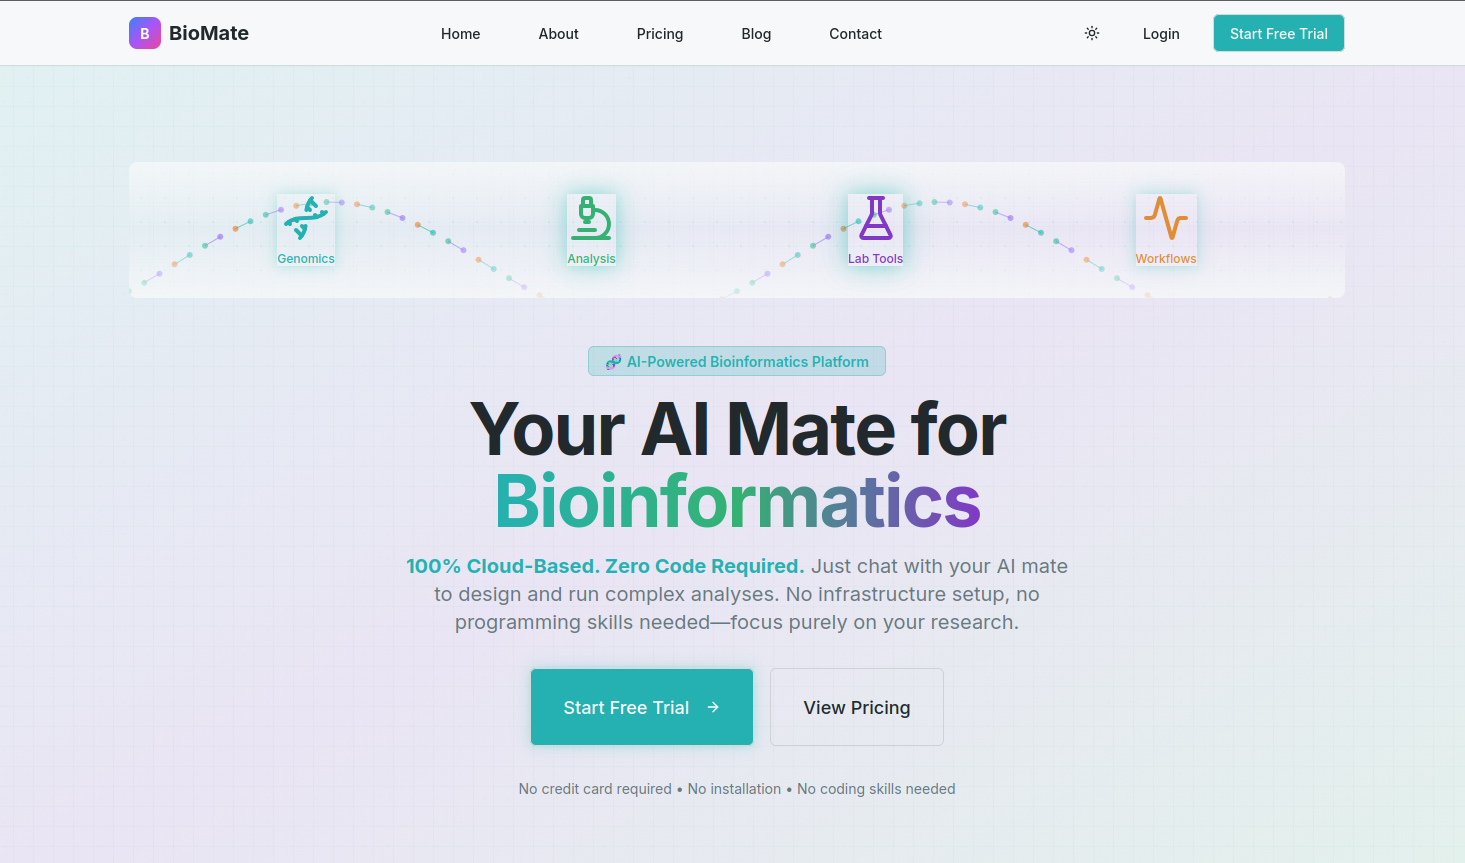 B BioMate Home About Pricing Blog Contact Login Start Free Trial
Genomics Analysis Lab Tools Workflows
🧬 AI-Powered Bioinformatics Platform
Your AI Mate for
Bioinformatics
100% Cloud-Based. Zero Code Required. Just chat with your AI mate
to design and run complex analyses. No infrastructure setup, no
programming skills needed—focus purely on your research.
Start Free Trial → View Pricing
No credit card required • No installation • No coding skills needed